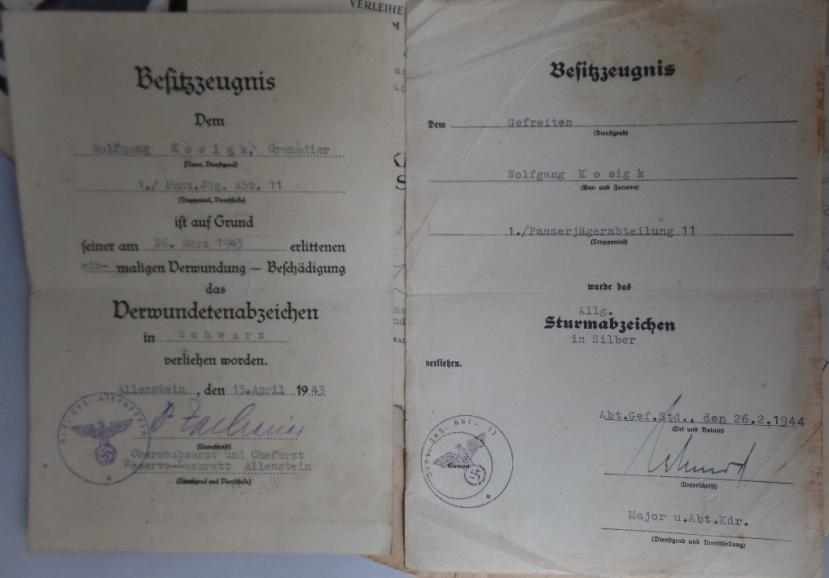 Besitzzeugnis
Dem
Wolfgang Kosigk, Grenadier
(Name, Dienstgrad)
1./ Panz.Jäg. Abt. 11
(Truppenteil, Dienststelle)
ist auf Grund
seiner am 26. März 1943 erlittenen
ein- maligen Verwundung – Beschädigung
das
Verwundetenabzeichen
in Schwarz
verliehen worden.
Allenstein, den 15.April 1943
(Unterschrift)
Oberstabsarzt und Chefarzt
Reserve-Lazarett Allenstein
(Dienstgrad und Dienststelle)
VERLEIHE
Besitzzeugnis
Dem Gefreiten
(Dienstgrad)
Wolfgang Kosigk
(Vor- und Zuname)
1./Panzerjägerabteilung 11
(Truppenteil)
wurde das
Allg.
Sturmabzeichen
in Silber
verliehen.
Abt.Gef.Std., den 26.2.1944
(Ort und Datum)
(Unterschrift)
Major u.Abt.Kdr.
(Dienstgrad und Dienststellung)